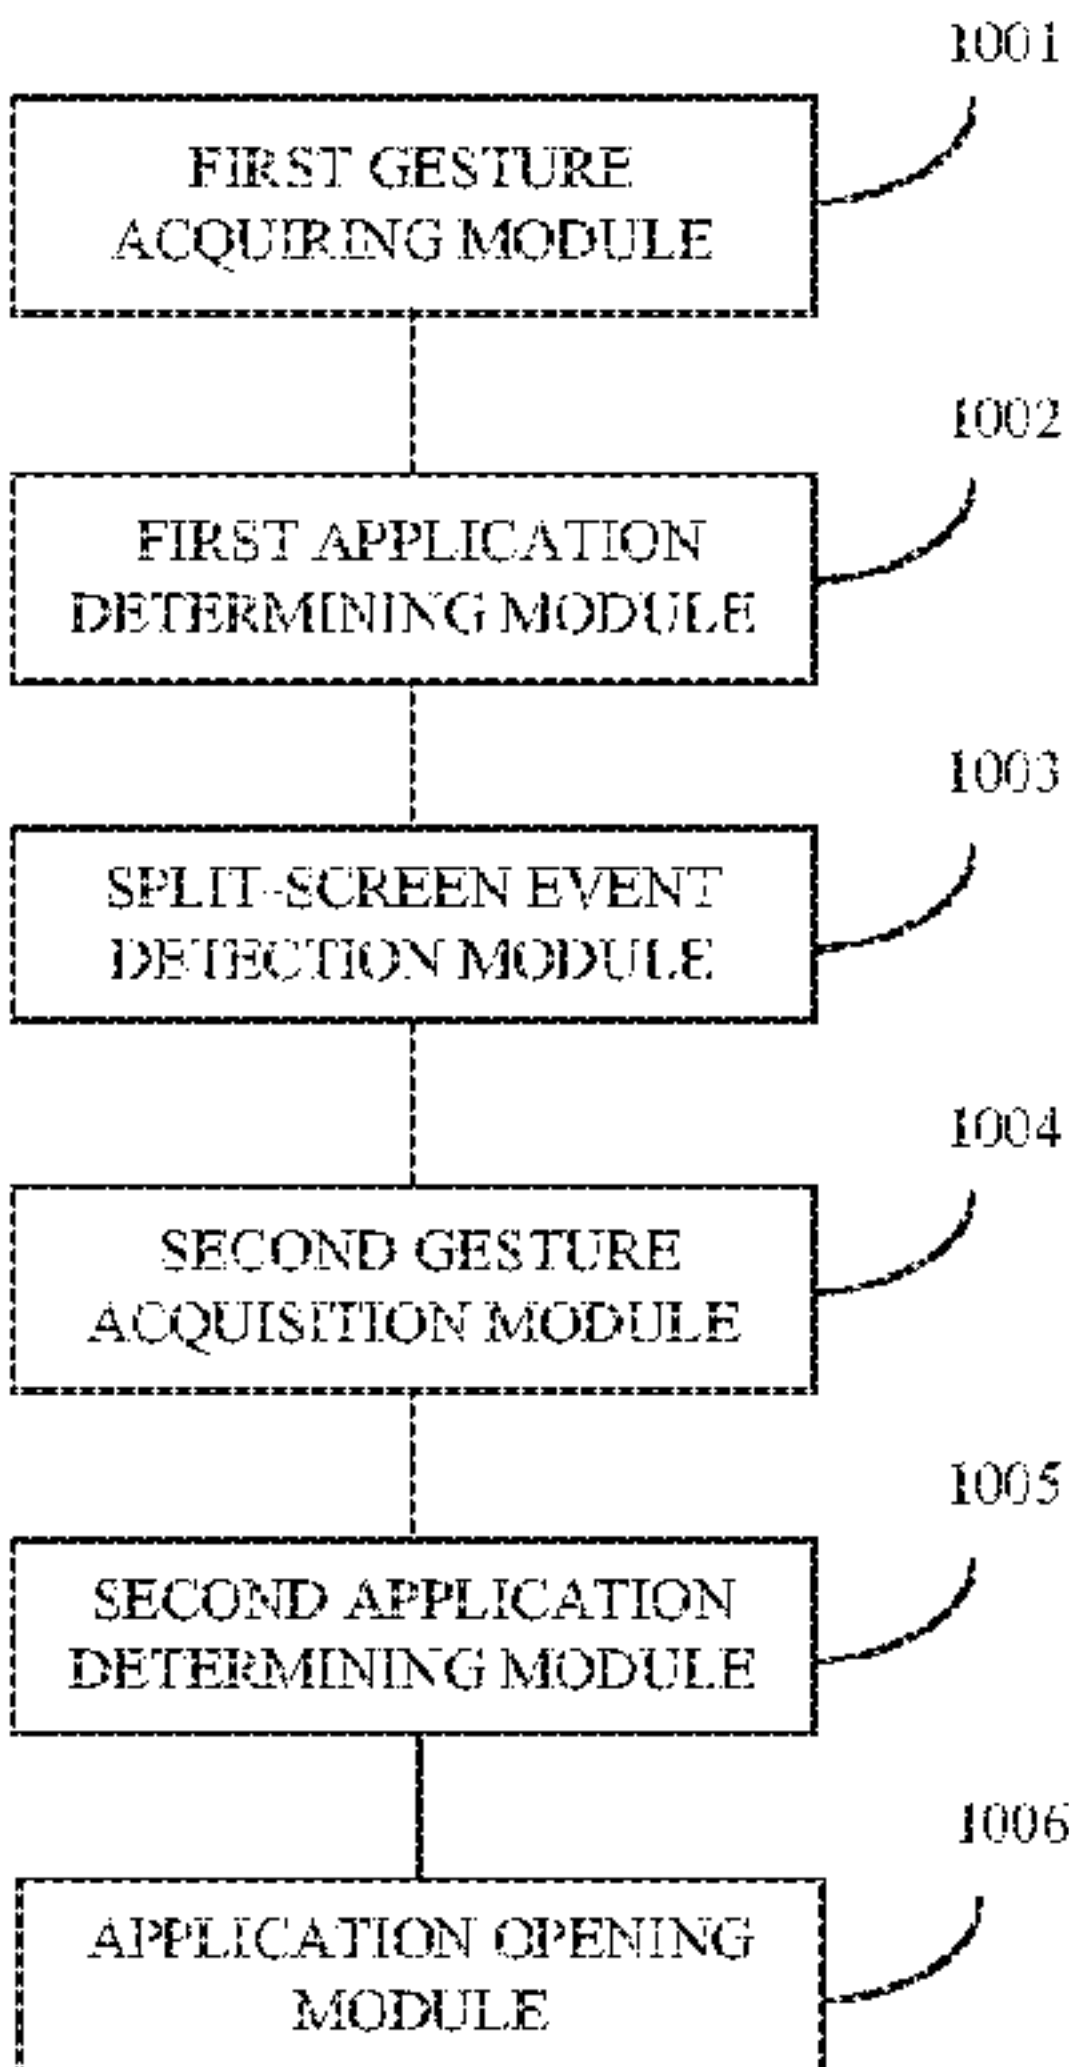 1001
FIRST GESTURE
ACQUIRING MODULE
1002
FIRST APPLICATION
DETERMINING MODULE
1003
SPLIT-SCREEN EVENT
DETECTION MODULE
1004
SECOND GESTURE
ACQUISITION MODULE
1005
SECOND APPLICATION
DETERMINING MODULE
1006
APPLICATION OPENING
MODULE